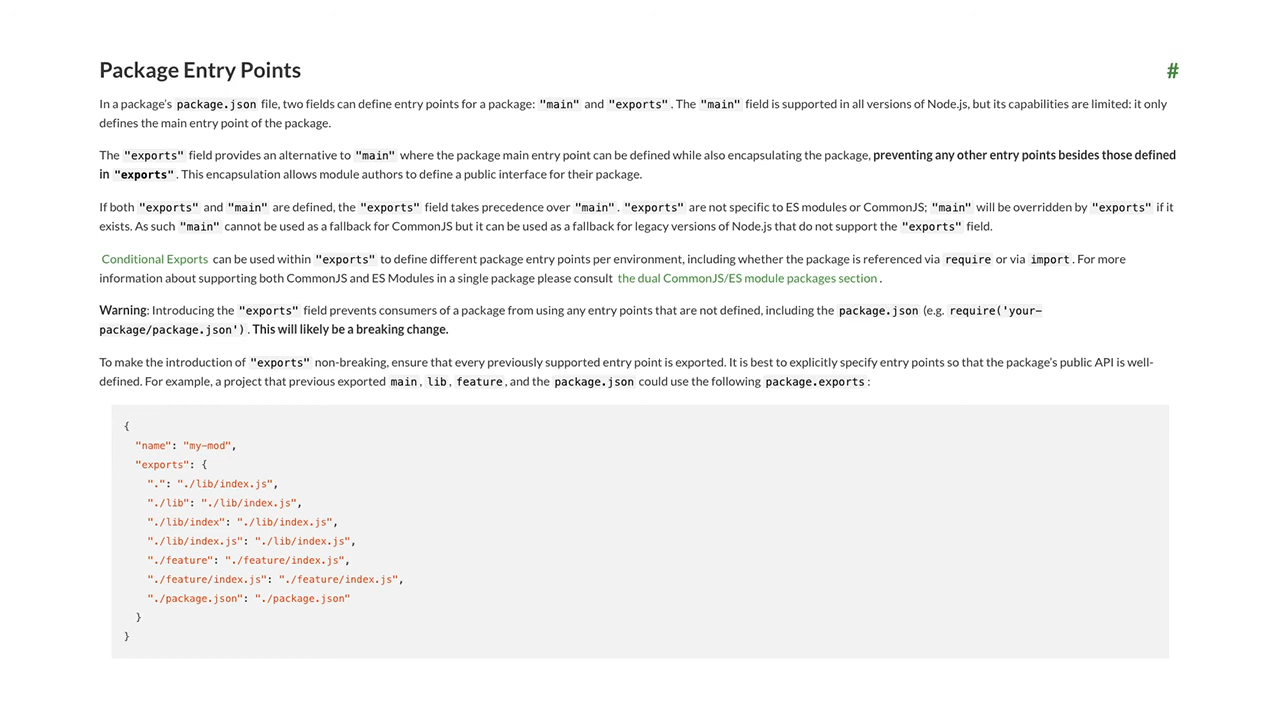 Package Entry Points #
In a package's package.json file, two fields can define entry points for a package: "main" and "exports". The "main" field is supported in all versions of Node.js, but its capabilities are limited: it only
defines the main entry point of the package.
The "exports" field provides an alternative to "main" where the package main entry point can be defined while also encapsulating the package, preventing any other entry points besides those defined
in "exports". This encapsulation allows module authors to define a public interface for their package.
If both "exports" and "main" are defined, the "exports" field takes precedence over "main". "exports" are not specific to ES modules or CommonJS; "main" will be overridden by "exports" if it
exists. As such "main" cannot be used as a fallback for CommonJS but it can be used as a fallback for legacy versions of Node.js that do not support the "exports" field.
Conditional Exports can be used within "exports" to define different package entry points per environment, including whether the package is referenced via require or via import. For more
information about supporting both CommonJS and ES Modules in a single package please consult the dual CommonJS/ES module packages section.
Warning: Introducing the "exports" field prevents consumers of a package from using any entry points that are not defined, including the package.json (e.g. require('your-
package/package.json'). This will likely be a breaking change.
To make the introduction of "exports" non-breaking, ensure that every previously supported entry point is exported. It is best to explicitly specify entry points so that the package's public API is well-
defined. For example, a project that previous exported main, lib, feature, and the package.json could use the following package.exports:
{
"name": "my-mod",
"exports": {
".": "./lib/index.js",
"./lib": "./lib/index.js",
"./lib/index": "./lib/index.js",
"./lib/index.js": "./lib/index.js",
"./feature": "./feature/index.js",
"./feature/index.js": "./feature/index.js",
"./package.json": "./package.json"
}
}